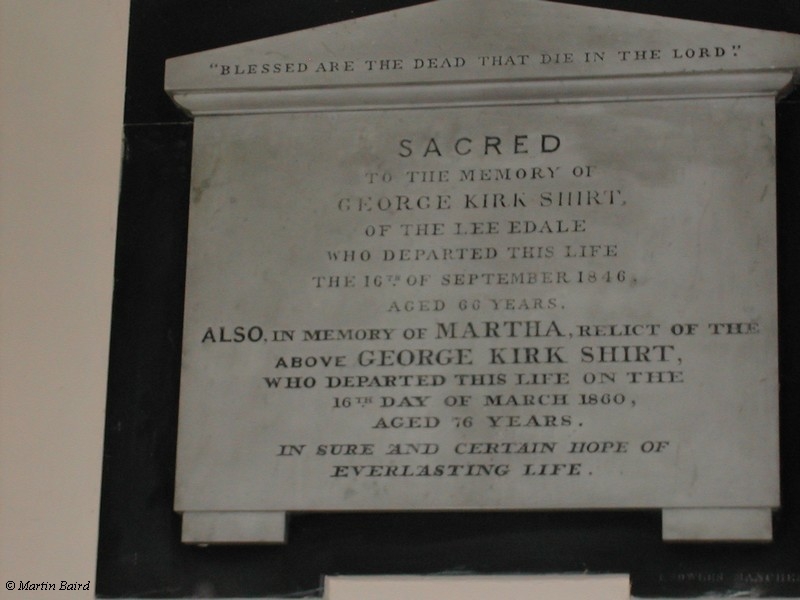 "BLESSED ARE THE DEAD THAT DIE IN THE LORD".
SACRED
TO THE MEMORY OF
GEORGE KIRK SHIRT,
OF THE LEE EDALE
WHO DEPARTED THIS LIFE
THE 16TH OF SEPTEMBER 1846,
AGED 66 YEARS.
ALSO, IN MEMORY OF MARTHA, RELICT OF THE
ABOVE GEORGE KIRK SHIRT,
WHO DEPARTED THIS LIFE ON THE
16TH DAY OF MARCH 1860,
AGED 76 YEARS.
IN SURE AND CERTAIN HOPE OF
EVERLASTING LIFE.
© Martin Baird